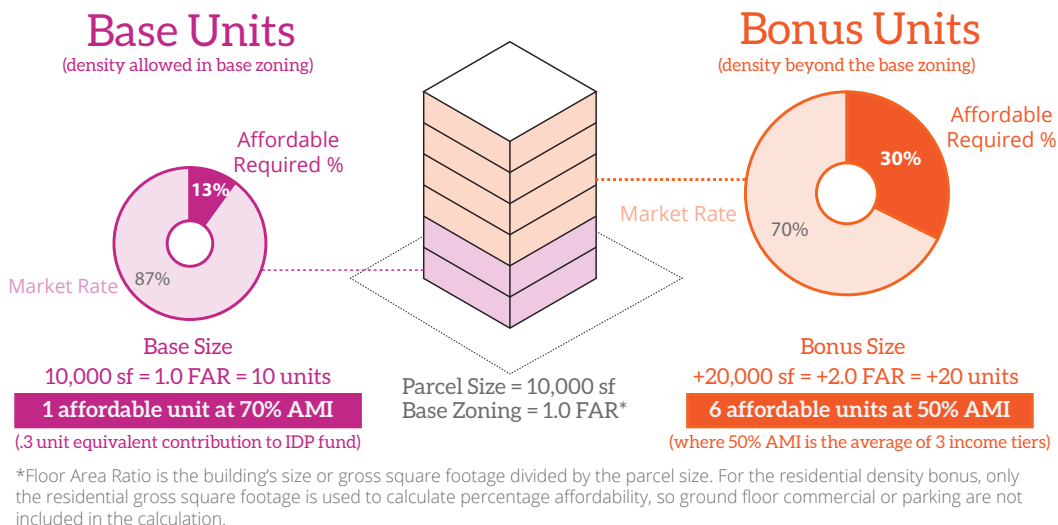 Base Units
(density allowed in base zoning)
Affordable
Required %
13%
87%
Market Rate
Base Size
10,000 sf = 1.0 FAR = 10 units
1 affordable unit at 70% AMI
(.3 unit equivalent contribution to IDP fund)
Parcel Size = 10,000 sf
Base Zoning = 1.0 FAR*
Bonus Units
(density beyond the base zoning)
Affordable
Required %
30%
Market Rate
70%
Bonus Size
+20,000 sf = +2.0 FAR = +20 units
6 affordable units at 50% AMI
(where 50% AMI is the average of 3 income tiers)
*Floor Area Ratio is the building's size or gross square footage divided by the parcel size. For the residential density bonus, only
the residential gross square footage is used to calculate percentage affordability, so ground floor commercial or parking are not
included in the calculation.